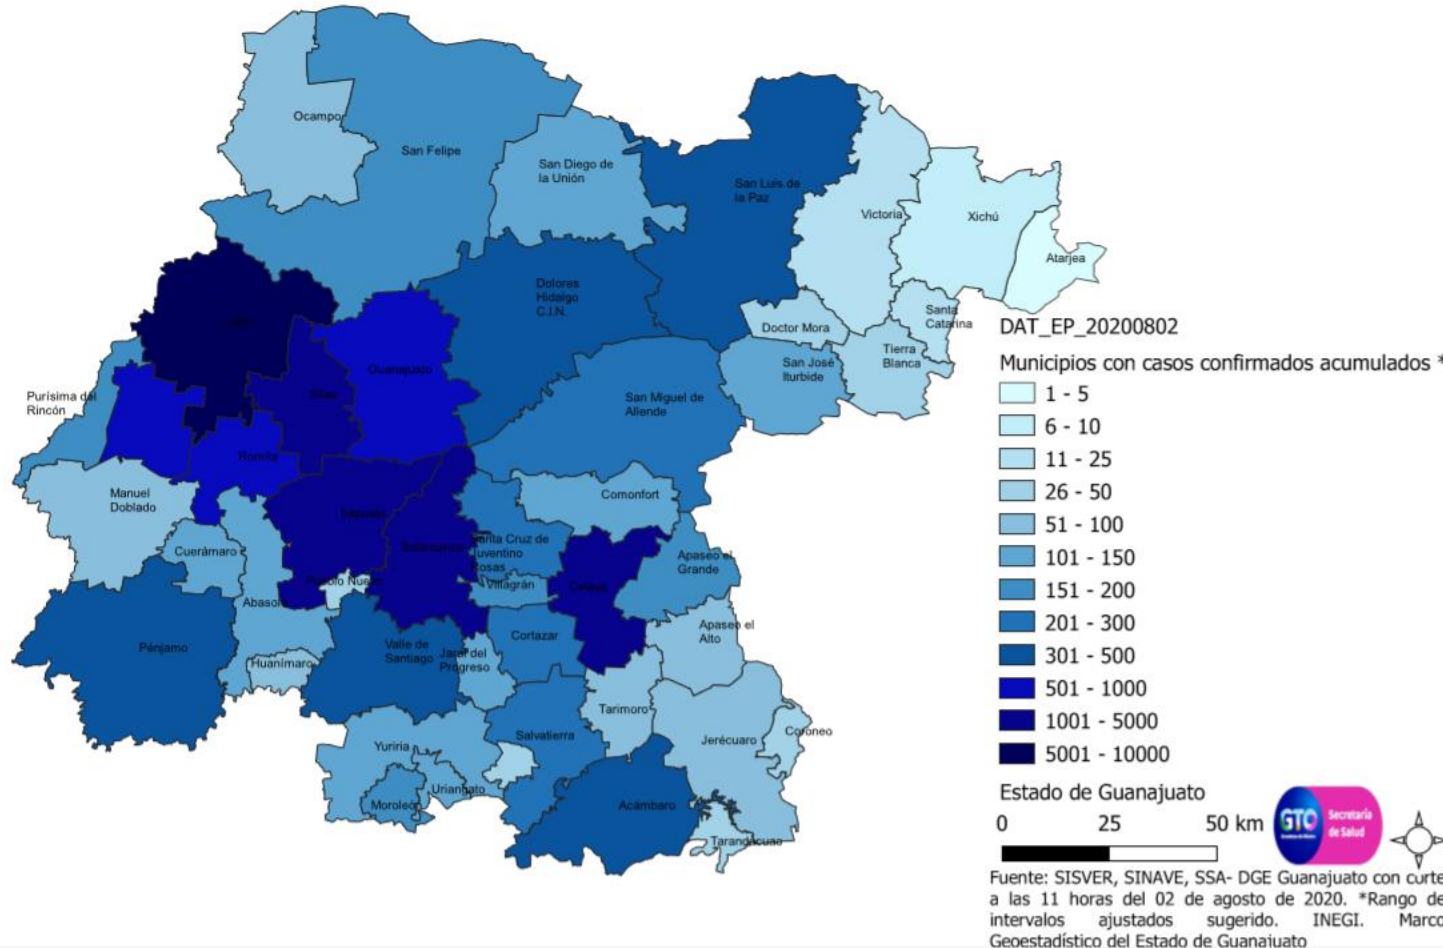 Ocampo
San Felipe
San Diego de
la Unión
San Luis de
la Paz
Victoria
Xichú
Atarjea
Dolores
Hidalgo
C.I.N.
Santa
Catarina
Doctor Mora
Tierra
Blanca
San José
Iturbide
Guanajuato
Silao
San Miguel de
Allende
Purísima del
Rincón
Romita
Manuel
Doblado
Comonfort
Irapuato
Cuerámaro
Salamanca
Santa Cruz de
Juventino
Rosas
Apaseo el
Grande
Pueblo Nuevo
Villagrán
Celaya
Abasolo
Apaseo el
Alto
Pénjamo
Valle de
Santiago
Jaral del
Progreso
Cortazar
Huanímaro
Tarimoro
Yuriria
Salvatierra
Jerécuaro
Coroneo
Uriangato
Moroleón
Acámbaro
Tarandacuao
DAT_EP_20200802
Municipios con casos confirmados acumulados *
1 - 5
6 - 10
11 - 25
26 - 50
51 - 100
101 - 150
151 - 200
201 - 300
301 - 500
501 - 1000
1001 - 5000
5001 - 10000
Estado de Guanajuato
0 25 50 km
GTO
Secretaría
de Salud
Fuente: SISVER, SINAVE, SSA- DGE Guanajuato con corte
a las 11 horas del 02 de agosto de 2020. *Rango de
intervalos ajustados sugerido. INEGI. Marco
Geoestadístico del Estado de Guanajuato